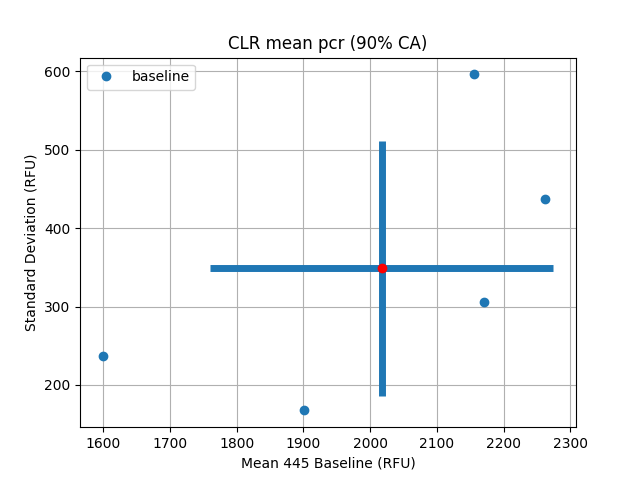 CLR mean pcr (90% CA)
baseline
600
500
400
300
200
Standard Deviation (RFU)
1600 1700 1800 1900 2000 2100 2200 2300
Mean 445 Baseline (RFU)